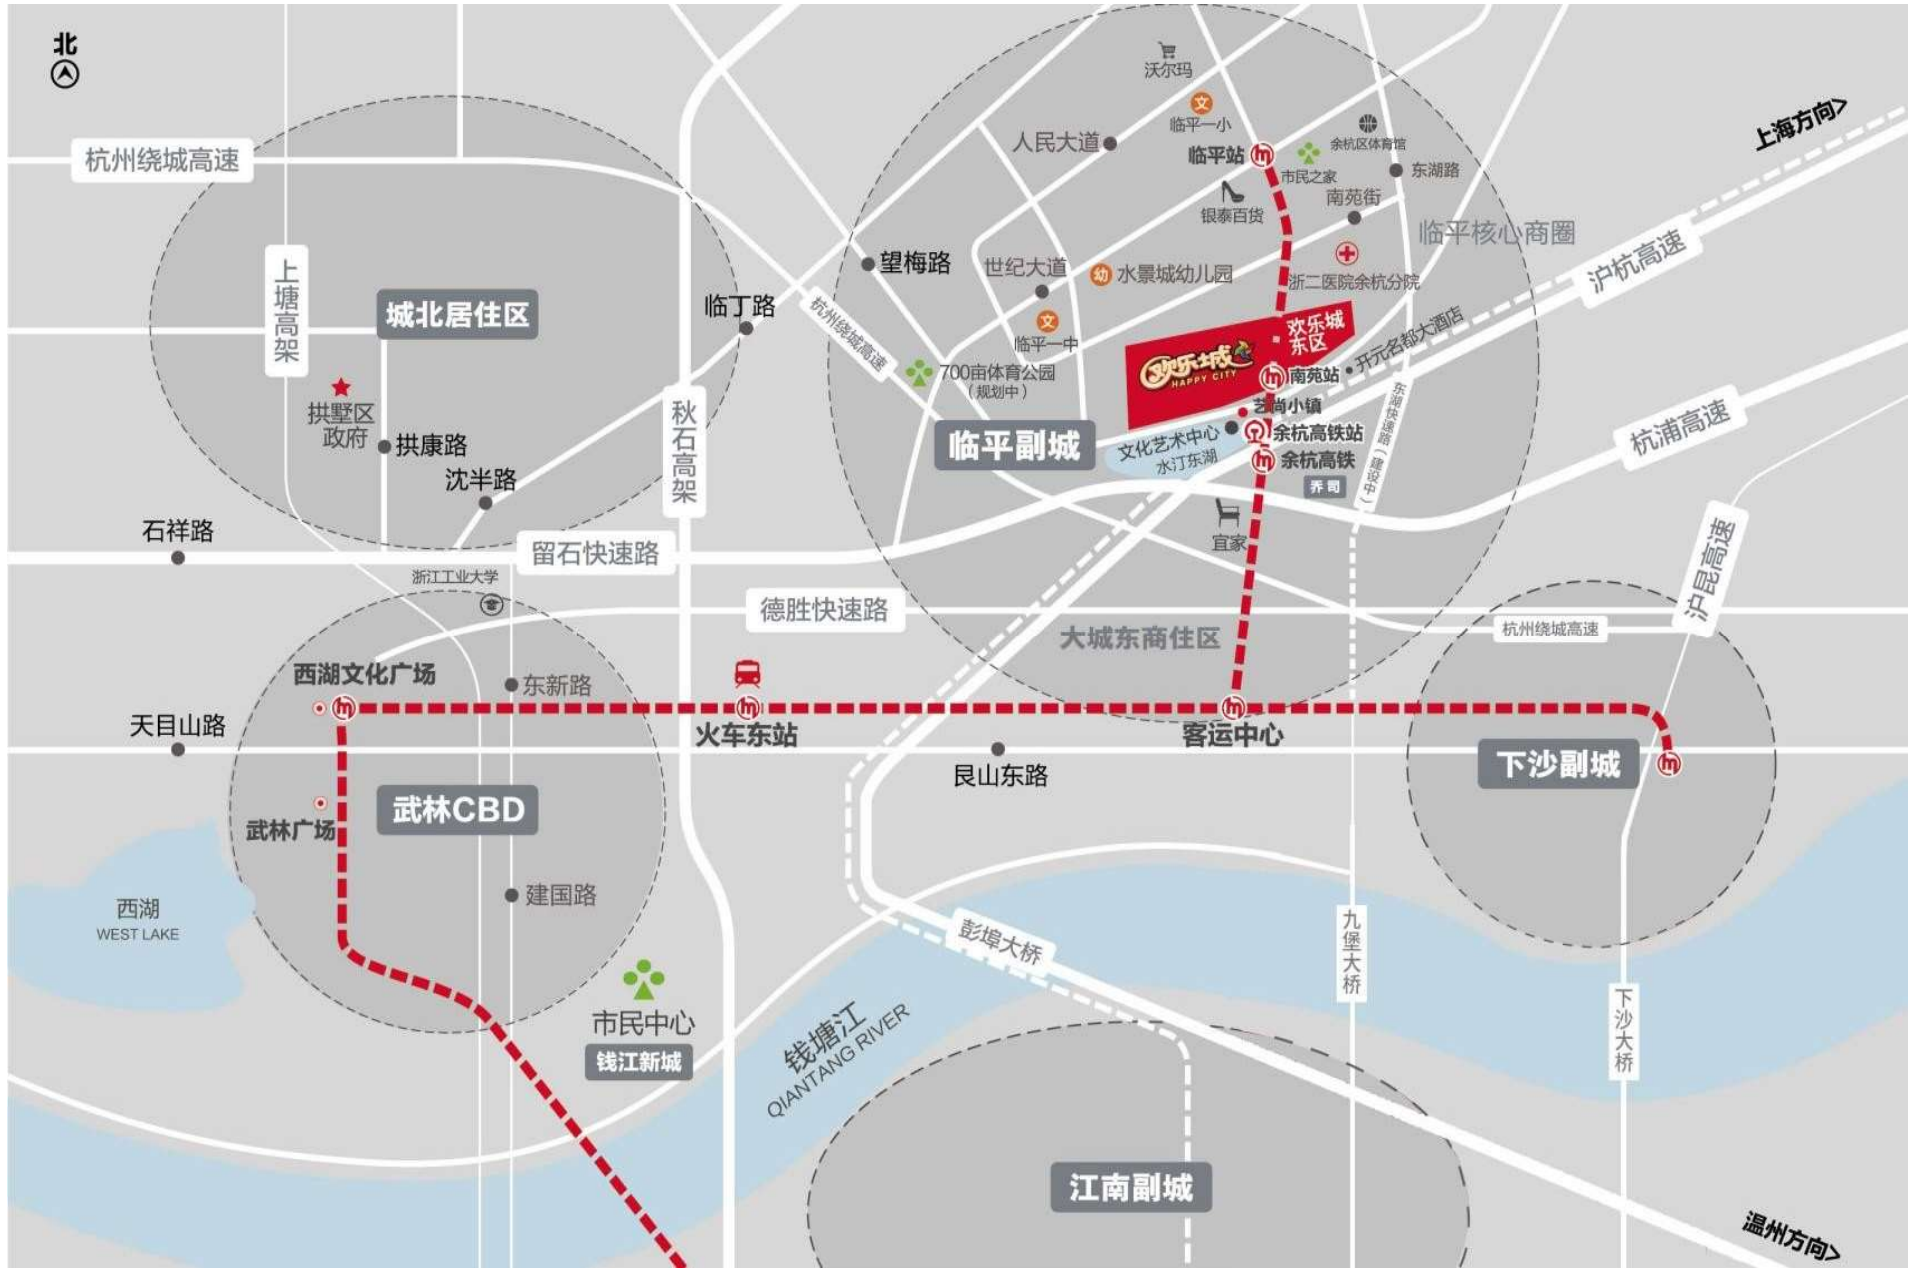 北
沃尔玛
文
临平一小
上海方向>
人民大道
临平站
余杭区体育馆
市民之家
东湖路
杭州绕城高速
银泰百货
南苑街
临平核心商圈
沪杭高速
望梅路
世纪大道
幼
水景城幼儿园
浙二医院余杭分院
上塘高架
城北居住区
临丁路
杭州绕城高速
文
临平一中
欢乐城
HAPPY CITY
欢乐城
东区
开元名都大酒店
700亩体育公园
(规划中)
南苑站
拱墅区
政府
秋石高架
艺尚小镇
东湖快速路(建设中)
拱康路
临平副城
文化艺术中心
水汀东湖
余杭高铁站
余杭高铁
乔司
杭浦高速
沈半路
石祥路
留石快速路
宜家
沪昆高速
浙江工业大学
德胜快速路
大城东商住区
杭州绕城高速
西湖文化广场
东新路
天目山路
火车东站
客运中心
艮山东路
下沙副城
武林CBD
武林广场
建国路
西湖
WEST LAKE
彭埠大桥
九堡大桥
下沙大桥
市民中心
钱江新城
钱塘江
QIANTANG RIVER
江南副城
温州方向>